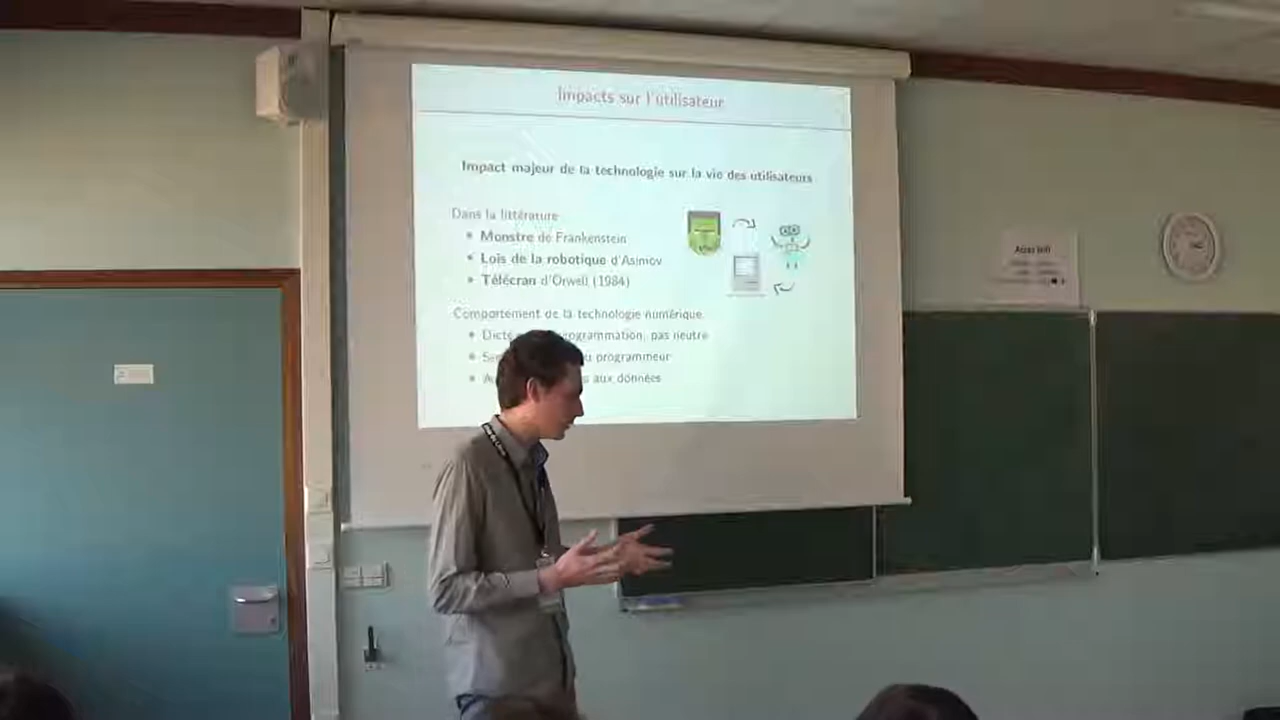 Impacts sur l'utilisateur
Impact majeur de la technologie sur la vie des utilisateurs
Dans la littérature
• Monstre de Frankenstein
• Lois de la robotique d'Asimov
• Télécran d'Orwell (1984)
Comportement de la technologie numérique
• Dicté programmation, pas neutre
• programmeur
• aux données
Accès Wifi